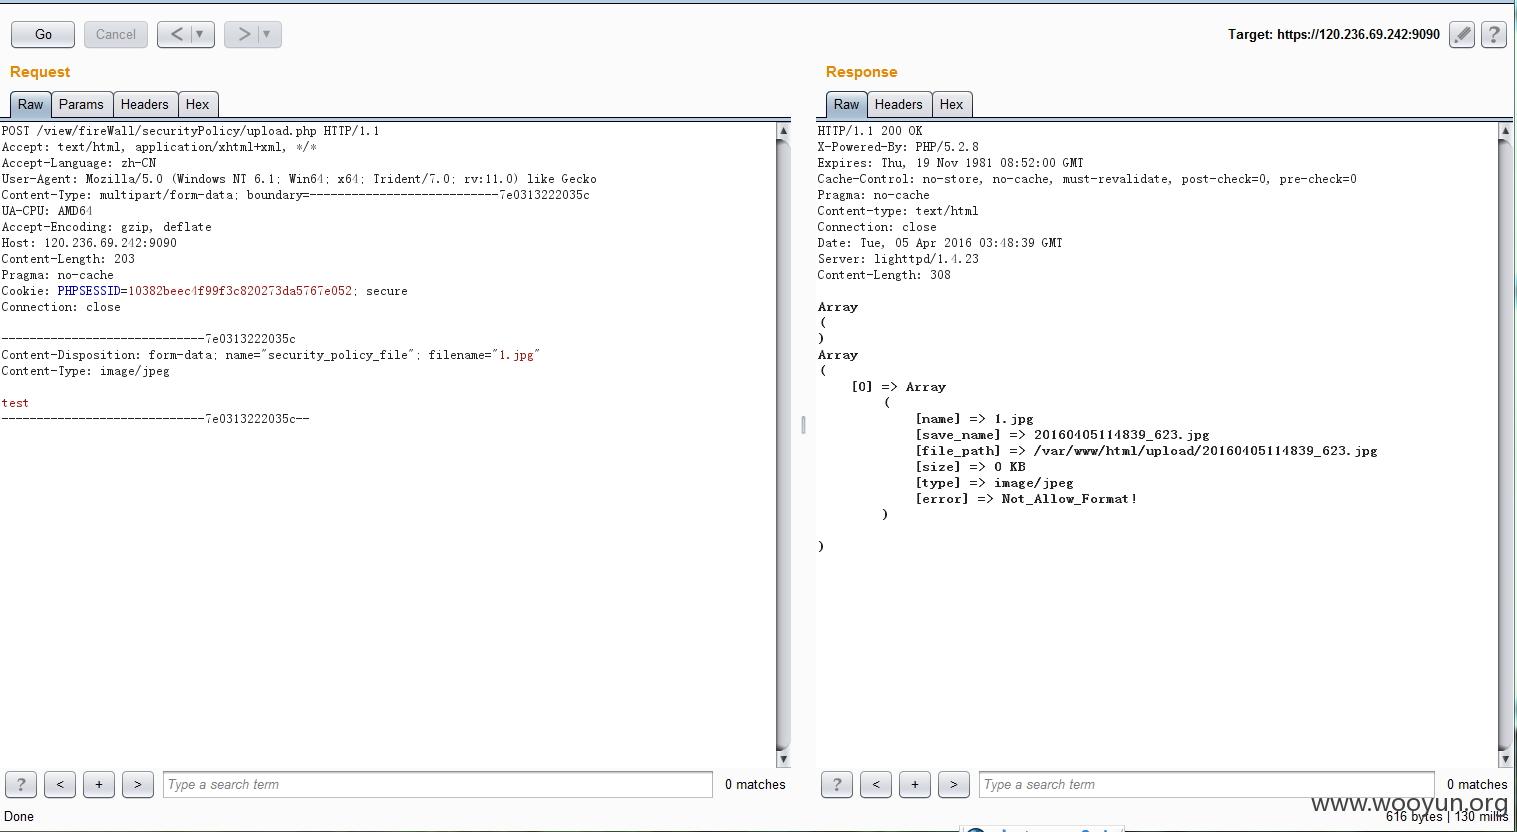 Go
Cancel
<
>
Target: https://120.236.69.242:9090
?
Request
Raw
Params
Headers
Hex
POST /view/fireWall/securityPolicy/upload.php HTTP/1.1
Accept: text/html, application/xhtml+xml, */*
Accept-Language: zh-CN
User-Agent: Mozilla/5.0 (Windows NT 6.1; Win64; x64; Trident/7.0; rv:11.0) like Gecko
Content-Type: multipart/form-data; boundary=---------------------------7e0313222035c
UA-CPU: AMD64
Accept-Encoding: gzip, deflate
Host: 120.236.69.242:9090
Content-Length: 203
Pragma: no-cache
Cookie: PHPSESSID=10382beec4f99f3c820273da5767e052; secure
Connection: close
-----------------------------7e0313222035c
Content-Disposition: form-data; name="security_policy_file"; filename="1.jpg"
Content-Type: image/jpeg
test
-----------------------------7e0313222035c--
?
<
+
>
Type a search term
0 matches
Done
Response
Raw
Headers
Hex
HTTP/1.1 200 OK
X-Powered-By: PHP/5.2.8
Expires: Thu, 19 Nov 1981 08:52:00 GMT
Cache-Control: no-store, no-cache, must-revalidate, post-check=0, pre-check=0
Pragma: no-cache
Content-type: text/html
Connection: close
Date: Tue, 05 Apr 2016 03:48:39 GMT
Server: lighttpd/1.4.23
Content-Length: 308
Array
(
)
Array
(
[0] => Array
(
[name] => 1.jpg
[save_name] => 20160405114839_623.jpg
[file_path] => /var/www/html/upload/20160405114839_623.jpg
[size] => 0 KB
[type] => image/jpeg
[error] => Not_Allow_Format!
)
)
?
<
+
>
Type a search term
0 matches
www.wooyun.org
616 bytes | 130 millis